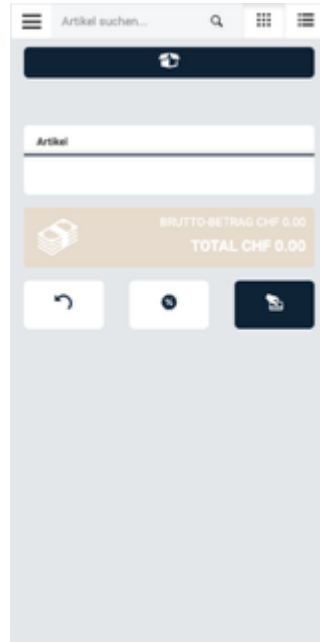 Artikel suchen...
Artikel
BRUTTO-BETRAG CHF 0.00
TOTAL CHF 0.00
%